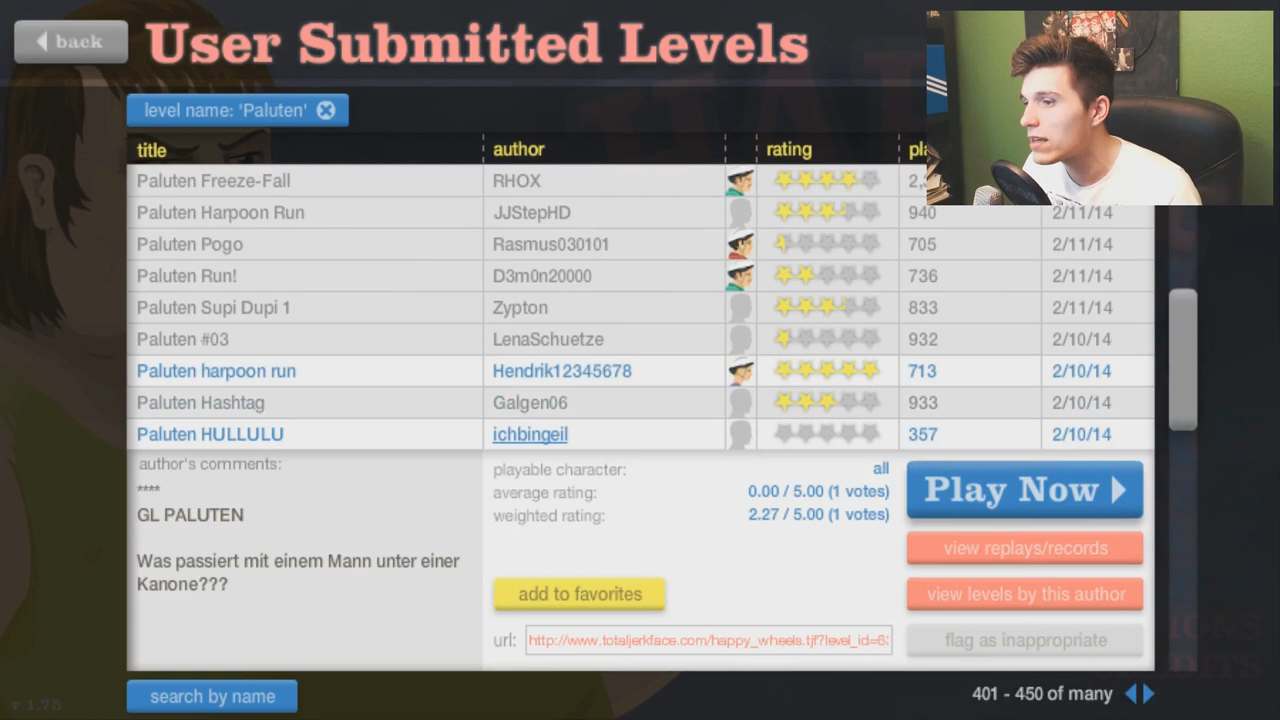 back
User Submitted Levels
level name: 'Paluten'
title author rating
Paluten Freeze-Fall RHOX
Paluten Harpoon Run JJStepHD 940 2/11/14
Paluten Pogo Rasmus030101 705 2/11/14
Paluten Run! D3m0n20000 736 2/11/14
Paluten Supi Dupi 1 Zypton 833 2/11/14
Paluten #03 LenaSchuetze 932 2/10/14
Paluten harpoon run Hendrik12345678 713 2/10/14
Paluten Hashtag Galgen06 933 2/10/14
Paluten HULLULU ichbingeil 357 2/10/14
author's comments:
****
GL PALUTEN
Was passiert mit einem Mann unter einer
Kanone???
playable character: all
average rating: 0.00 / 5.00 (1 votes)
weighted rating: 2.27 / 5.00 (1 votes)
add to favorites
url: http://www.totaljerkface.com/happy_wheels.tjf?level_id=6
Play Now
view replays/records
view levels by this author
flag as inappropriate
search by name
401 - 450 of many
v 1.76